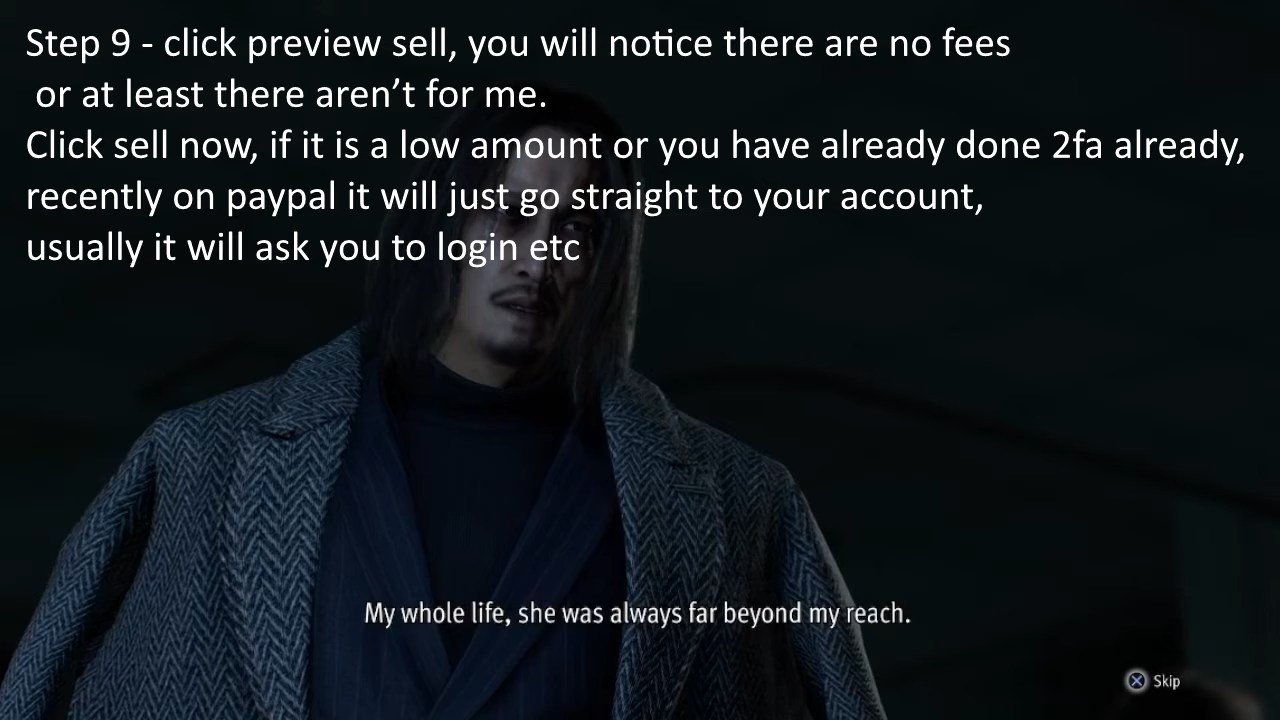 Step 9 - click preview sell, you will notice there are no fees
or at least there aren’t for me.
Click sell now, if it is a low amount or you have already done 2fa already,
recently on paypal it will just go straight to your account,
usually it will ask you to login etc
My whole life, she was always far beyond my reach.
Skip